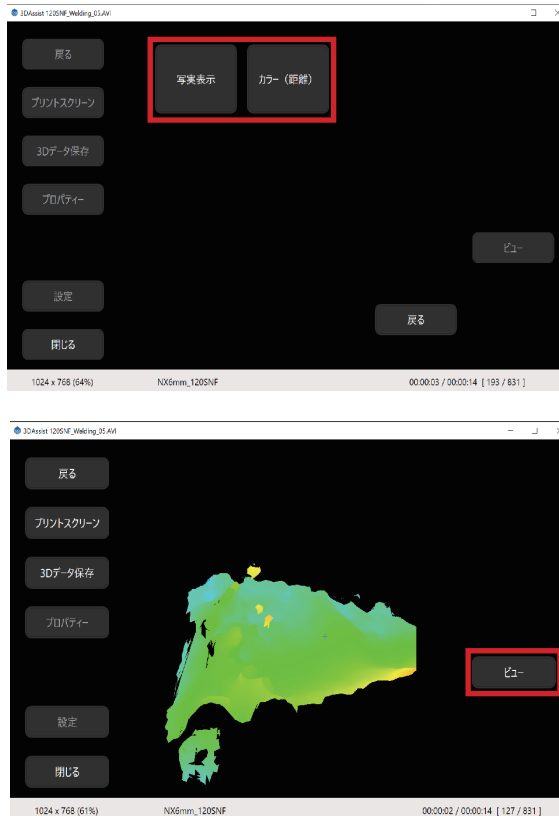 3DAssist 120SNF_Welding_05.AVI
戻る
写実表示
カラー（距離）
プリントスクリーン
3Dデータ保存
プロパティー
ビュー
設定
戻る
閉じる
1024 x 768 (64%) NX6mm_120SNF 00:00:03 / 00:00:14 [ 193 / 831 ]
3DAssist 120SNF_Welding_05.AVI
戻る
プリントスクリーン
3Dデータ保存
プロパティー
ビュー
設定
閉じる
1024 x 768 (61%) NX6mm_120SNF 00:00:02 / 00:00:14 [ 127 / 831 ]